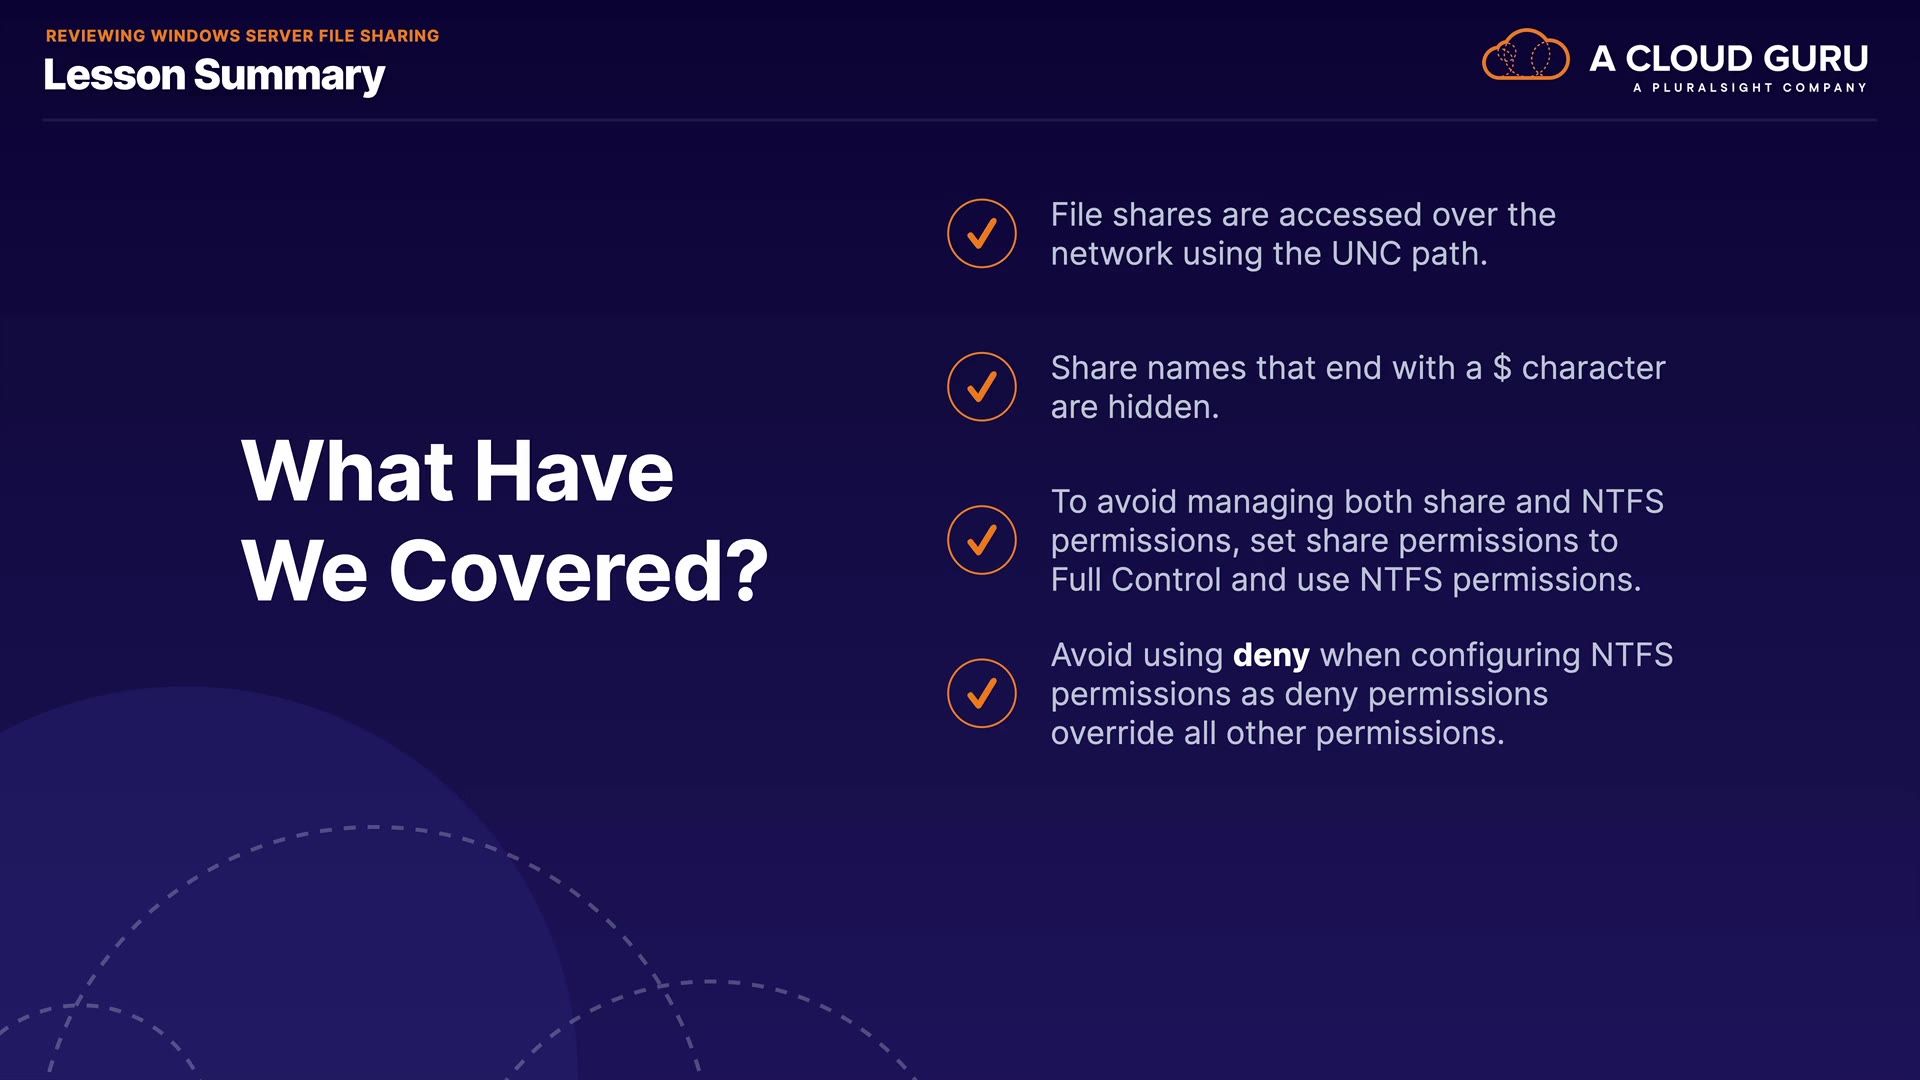 REVIEWING WINDOWS SERVER FILE SHARING
Lesson Summary
A CLOUD GURU
A PLURALSIGHT COMPANY
What Have
We Covered?
File shares are accessed over the
network using the UNC path.
Share names that end with a $ character
are hidden.
To avoid managing both share and NTFS
permissions, set share permissions to
Full Control and use NTFS permissions.
Avoid using deny when configuring NTFS
permissions as deny permissions
override all other permissions.